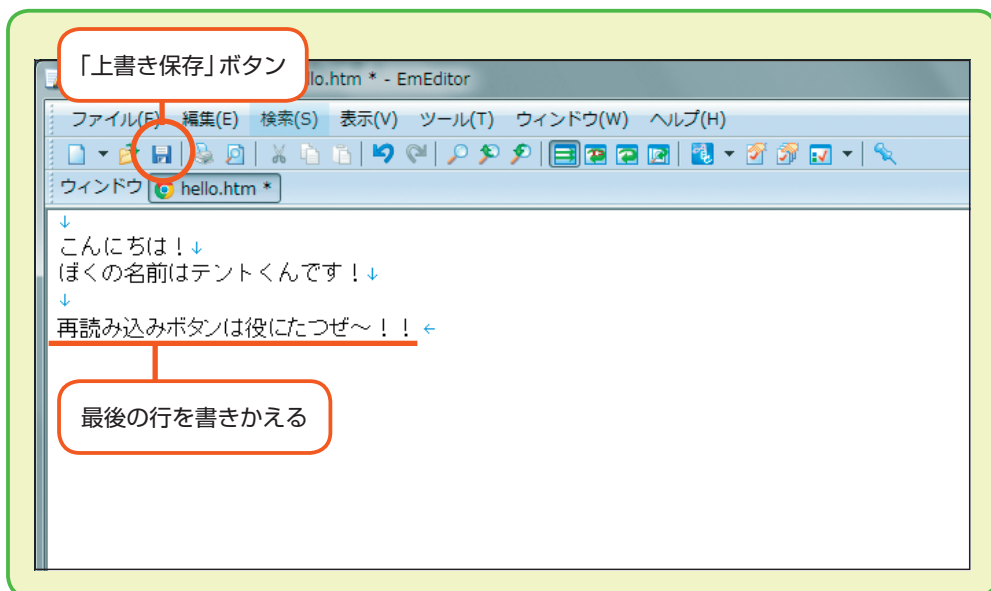 「上書き保存」ボタン
lo.htm * - EmEditor
ファイル(F) 編集(E) 検索(S) 表示(V) ツール(T) ウィンドウ(W) ヘルプ(H)
ウィンドウ hello.htm *
↓
こんにちは！↓
ぼくの名前はテントくんです！↓
↓
再読み込みボタンは役にたつぜ～！！←
最後の行を書きかえる